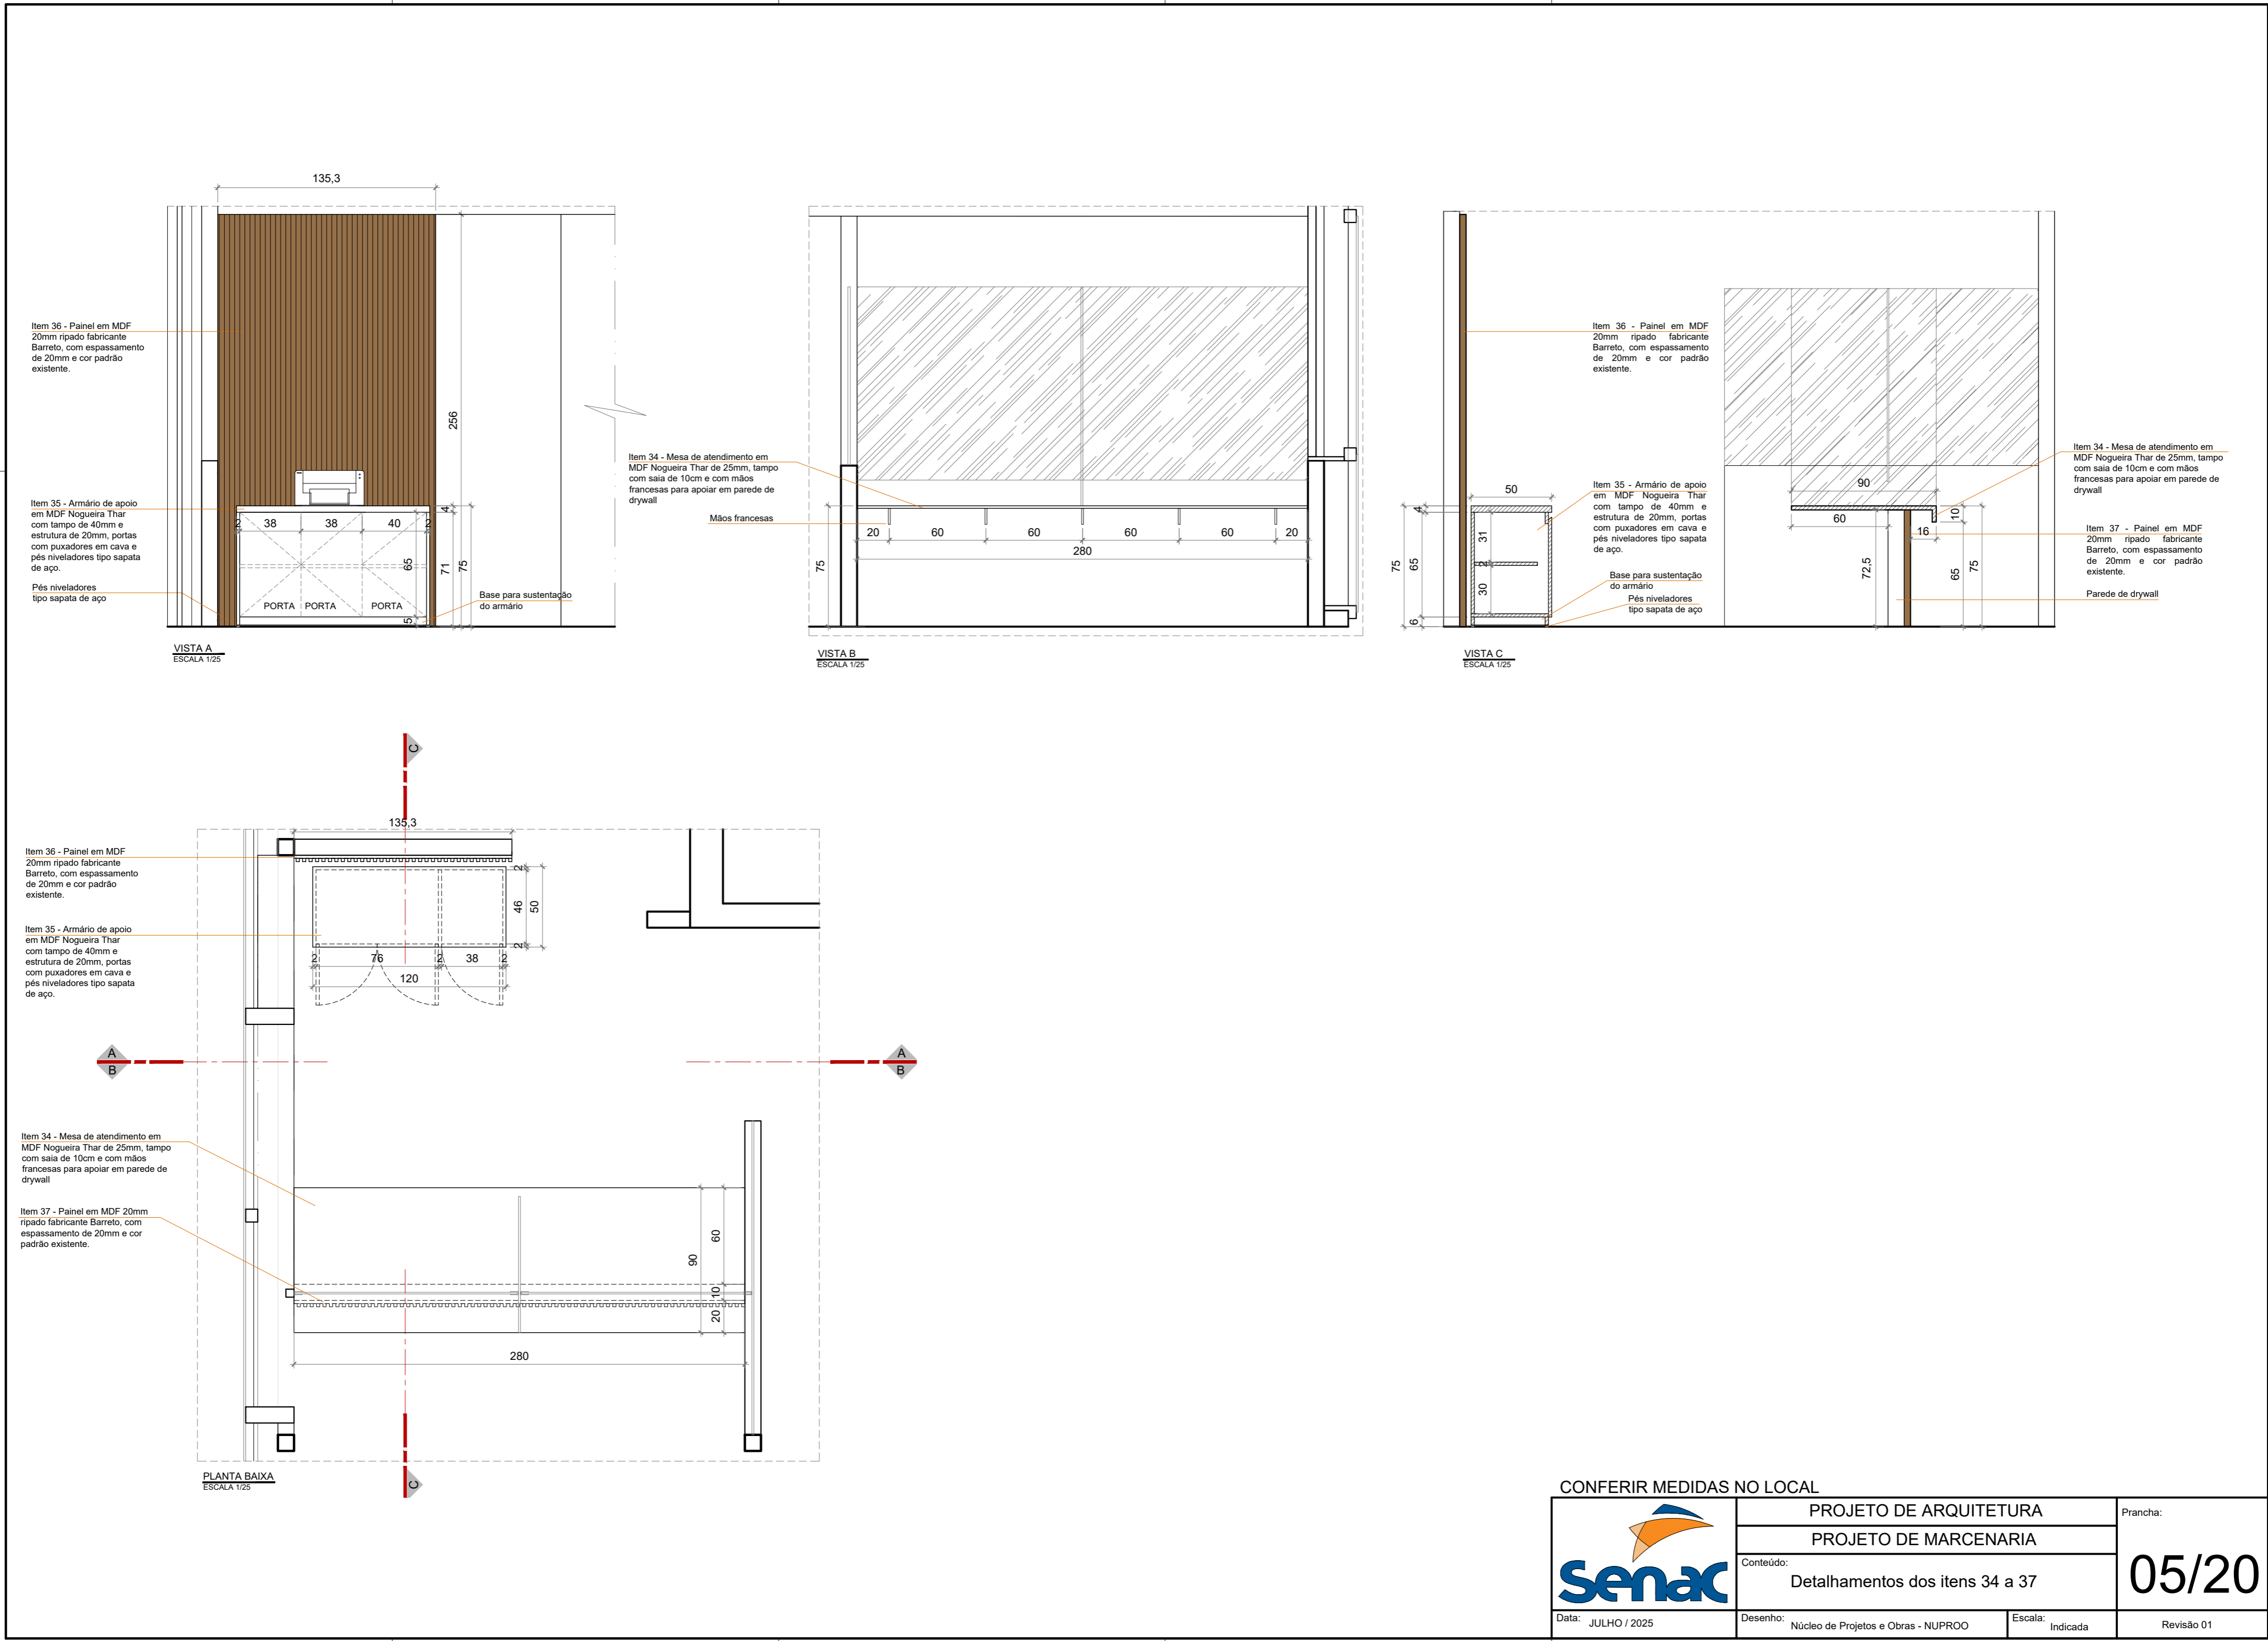 135,3
256
Item 36 - Painel em MDF
20mm ripado fabricante
Barreto, com espassamento
de 20mm e cor padrão
existente.
Item 35 - Armário de apoio
em MDF Nogueira Thar
com tampo de 40mm e
estrutura de 20mm, portas
com puxadores em cava e
pés niveladores tipo sapata
de aço.
Pés niveladores
tipo sapata de aço
2 38 38 40 2
4
65
71
75
5
PORTA PORTA PORTA
Base para sustentação
do armário
VISTA A
ESCALA 1/25
Item 34 - Mesa de atendimento em
MDF Nogueira Thar de 25mm, tampo
com saia de 10cm e com mãos
francesas para apoiar em parede de
drywall
Mãos francesas
20 60 60 60 60 20
280
75
VISTA B
ESCALA 1/25
Item 36 - Painel em MDF
20mm ripado fabricante
Barreto, com espassamento
de 20mm e cor padrão
existente.
50
4
31
2
30
65
75
6
Item 35 - Armário de apoio
em MDF Nogueira Thar
com tampo de 40mm e
estrutura de 20mm, portas
com puxadores em cava e
pés niveladores tipo sapata
de aço.
Base para sustentação
do armário
Pés niveladores
tipo sapata de aço
90
60
10
16
72,5
65
75
Item 34 - Mesa de atendimento em
MDF Nogueira Thar de 25mm, tampo
com saia de 10cm e com mãos
francesas para apoiar em parede de
drywall
Item 37 - Painel em MDF
20mm ripado fabricante
Barreto, com espassamento
de 20mm e cor padrão
existente.
Parede de drywall
VISTA C
ESCALA 1/25
C
135,3
Item 36 - Painel em MDF
20mm ripado fabricante
Barreto, com espassamento
de 20mm e cor padrão
existente.
2
46
50
2
Item 35 - Armário de apoio
em MDF Nogueira Thar
com tampo de 40mm e
estrutura de 20mm, portas
com puxadores em cava e
pés niveladores tipo sapata
de aço.
2 76 2 38 2
120
A
B
A
B
Item 34 - Mesa de atendimento em
MDF Nogueira Thar de 25mm, tampo
com saia de 10cm e com mãos
francesas para apoiar em parede de
drywall
Item 37 - Painel em MDF 20mm
ripado fabricante Barreto, com
espassamento de 20mm e cor
padrão existente.
60
90
10
20
280
C
PLANTA BAIXA
ESCALA 1/25
CONFERIR MEDIDAS NO LOCAL
Senac
PROJETO DE ARQUITETURA
PROJETO DE MARCENARIA
Conteúdo:
Detalhamentos dos itens 34 a 37
Prancha:
05/20
Data: JULHO / 2025
Desenho: Núcleo de Projetos e Obras - NUPROO
Escala: Indicada
Revisão 01